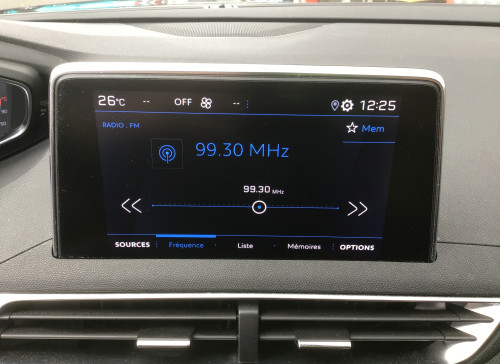 26°C -- OFF -- 12:25
RADIO . FM
Mem
99.30 MHz
99.30 MHz
SOURCES Fréquence Liste Mémoires OPTIONS